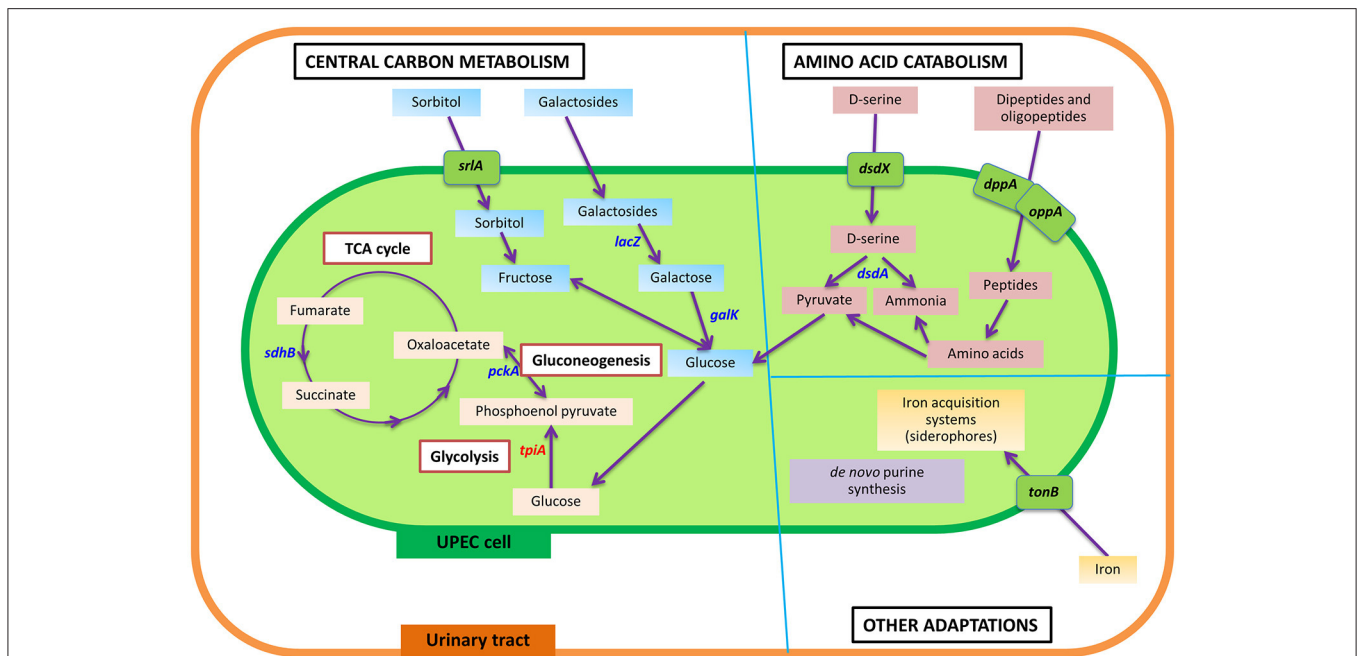 CENTRAL CARBON METABOLISM
AMINO ACID CATABOLISM
Sorbitol
Galactosides
D-serine
Dipeptides and
oligopeptides
srlA
dsdX
dppA
oppA
Sorbitol
Galactosides
lacZ
D-serine
dsdA
TCA cycle
Fructose
Galactose
Pyruvate
Ammonia
Peptides
Fumarate
galK
sdhB
Oxaloacetate
Gluconeogenesis
Glucose
Amino acids
pckA
Succinate
Phosphoenol pyruvate
Iron acquisition
systems
(siderophores)
Glycolysis
tpiA
de novo purine
synthesis
Glucose
tonB
UPEC cell
Iron
Urinary tract
OTHER ADAPTATIONS